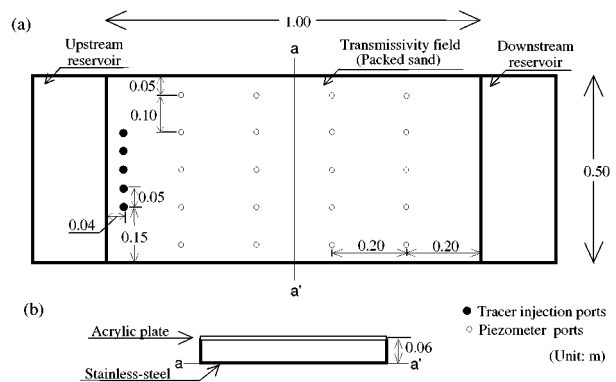 1.00
(a)
a
Upstream
reservoir
Transmissivity field
(Packed sand)
Downstream
reservoir
0.05
0.10
0.50
0.05
0.04
0.15
0.20
0.20
a'
(b)
Acrylic plate
0.06
a
a'
Stainless-steel
Tracer injection ports
Piezometer ports
(Unit: m)